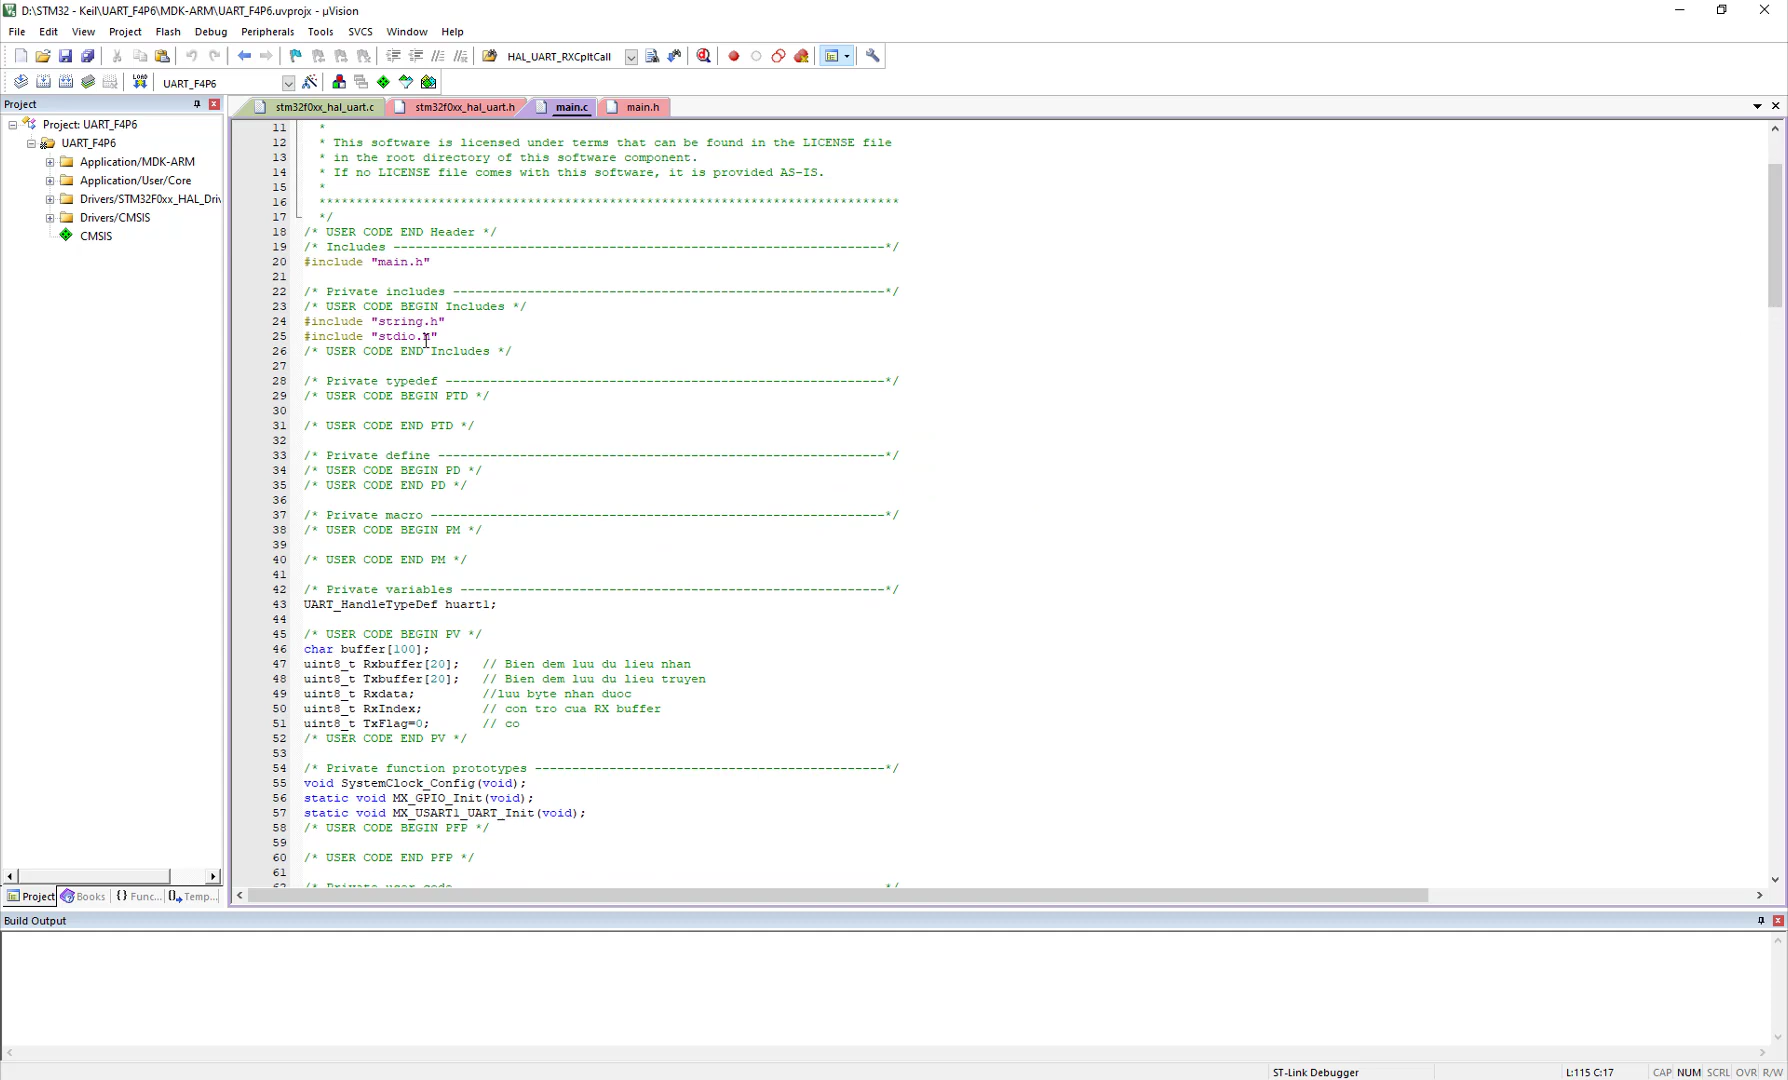 D:\STM32 - Keil\UART_F4P6\MDK-ARM\UART_F4P6.uvprojx - µVision
File Edit View Project Flash Debug Peripherals Tools SVCS Window Help
HAL_UART_RXCpltCall
LOAD UART_F4P6
Project
stm32f0xx_hal_uart.c stm32f0xx_hal_uart.h main.c main.h
Project: UART_F4P6
UART_F4P6
Application/MDK-ARM
Application/User/Core
Drivers/STM32F0xx_HAL_Driv
Drivers/CMSIS
CMSIS
11 *
12 * This software is licensed under terms that can be found in the LICENSE file
13 * in the root directory of this software component.
14 * If no LICENSE file comes with this software, it is provided AS-IS.
15 *
16 ******************************************************************************
17 */
18 /* USER CODE END Header */
19 /* Includes ------------------------------------------------------------------*/
20 #include "main.h"
21
22 /* Private includes ----------------------------------------------------------*/
23 /* USER CODE BEGIN Includes */
24 #include "string.h"
25 #include "stdio.h"
26 /* USER CODE END Includes */
27
28 /* Private typedef -----------------------------------------------------------*/
29 /* USER CODE BEGIN PTD */
30
31 /* USER CODE END PTD */
32
33 /* Private define ------------------------------------------------------------*/
34 /* USER CODE BEGIN PD */
35 /* USER CODE END PD */
36
37 /* Private macro -------------------------------------------------------------*/
38 /* USER CODE BEGIN PM */
39
40 /* USER CODE END PM */
41
42 /* Private variables ---------------------------------------------------------*/
43 UART_HandleTypeDef huart1;
44
45 /* USER CODE BEGIN PV */
46 char buffer[100];
47 uint8_t Rxbuffer[20]; // Bien dem luu du lieu nhan
48 uint8_t Txbuffer[20]; // Bien dem luu du lieu truyen
49 uint8_t Rxdata; //luu byte nhan duoc
50 uint8_t RxIndex; // con tro cua RX buffer
51 uint8_t TxFlag=0; // co
52 /* USER CODE END PV */
53
54 /* Private function prototypes -----------------------------------------------*/
55 void SystemClock_Config(void);
56 static void MX_GPIO_Init(void);
57 static void MX_USART1_UART_Init(void);
58 /* USER CODE BEGIN PFP */
59
60 /* USER CODE END PFP */
61
62 /* Private user code ---------------------------------------------------------*/
Project Books {} Func... Temp...
Build Output
ST-Link Debugger L:115 C:17 CAP NUM SCRL OVR R/W